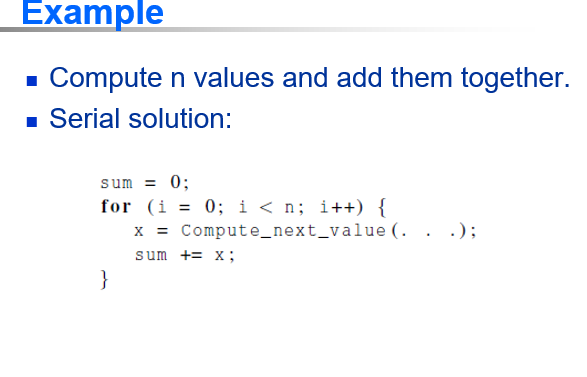 Example
Compute n values and add them together.
Serial solution:
sum = 0;
for (i = 0; i < n; i++) {
x = Compute_next_value(. . .);
sum += x;
}